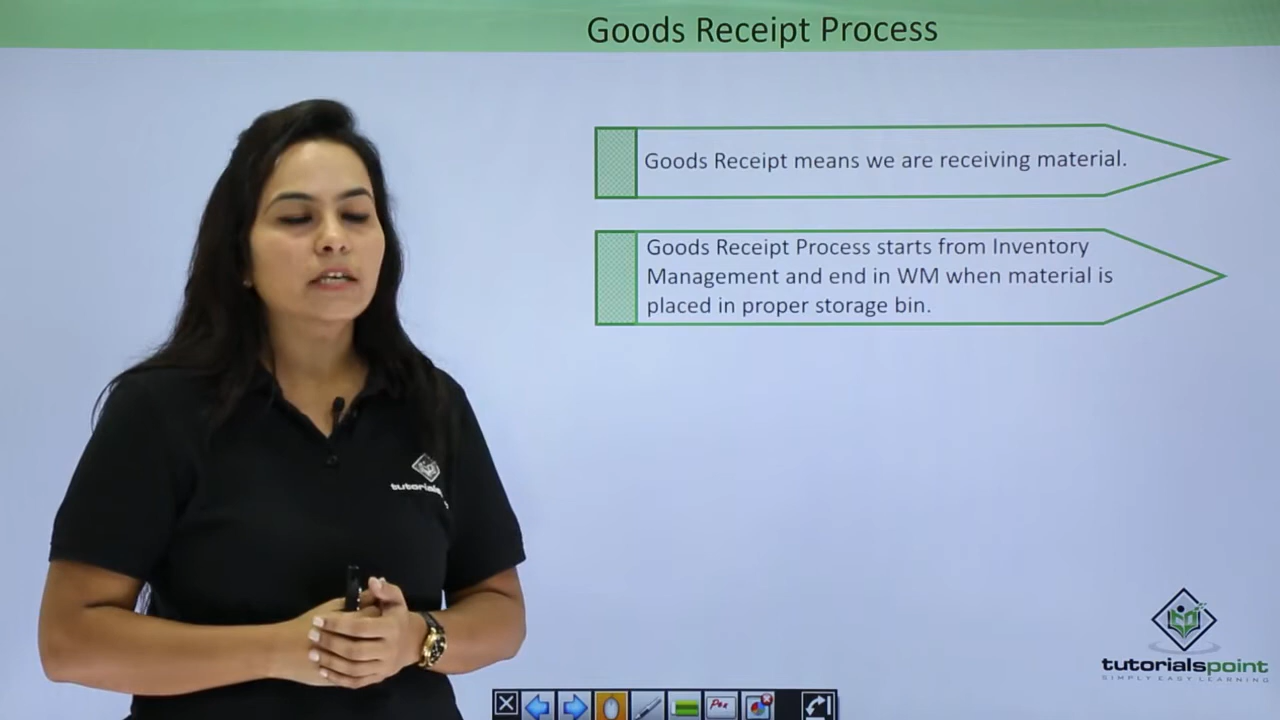 Goods Receipt Process
Goods Receipt means we are receiving material.
Goods Receipt Process starts from Inventory
Management and end in WM when material is
placed in proper storage bin.
tutorialspoint
SIMPLY EASY LEARNING
Pen